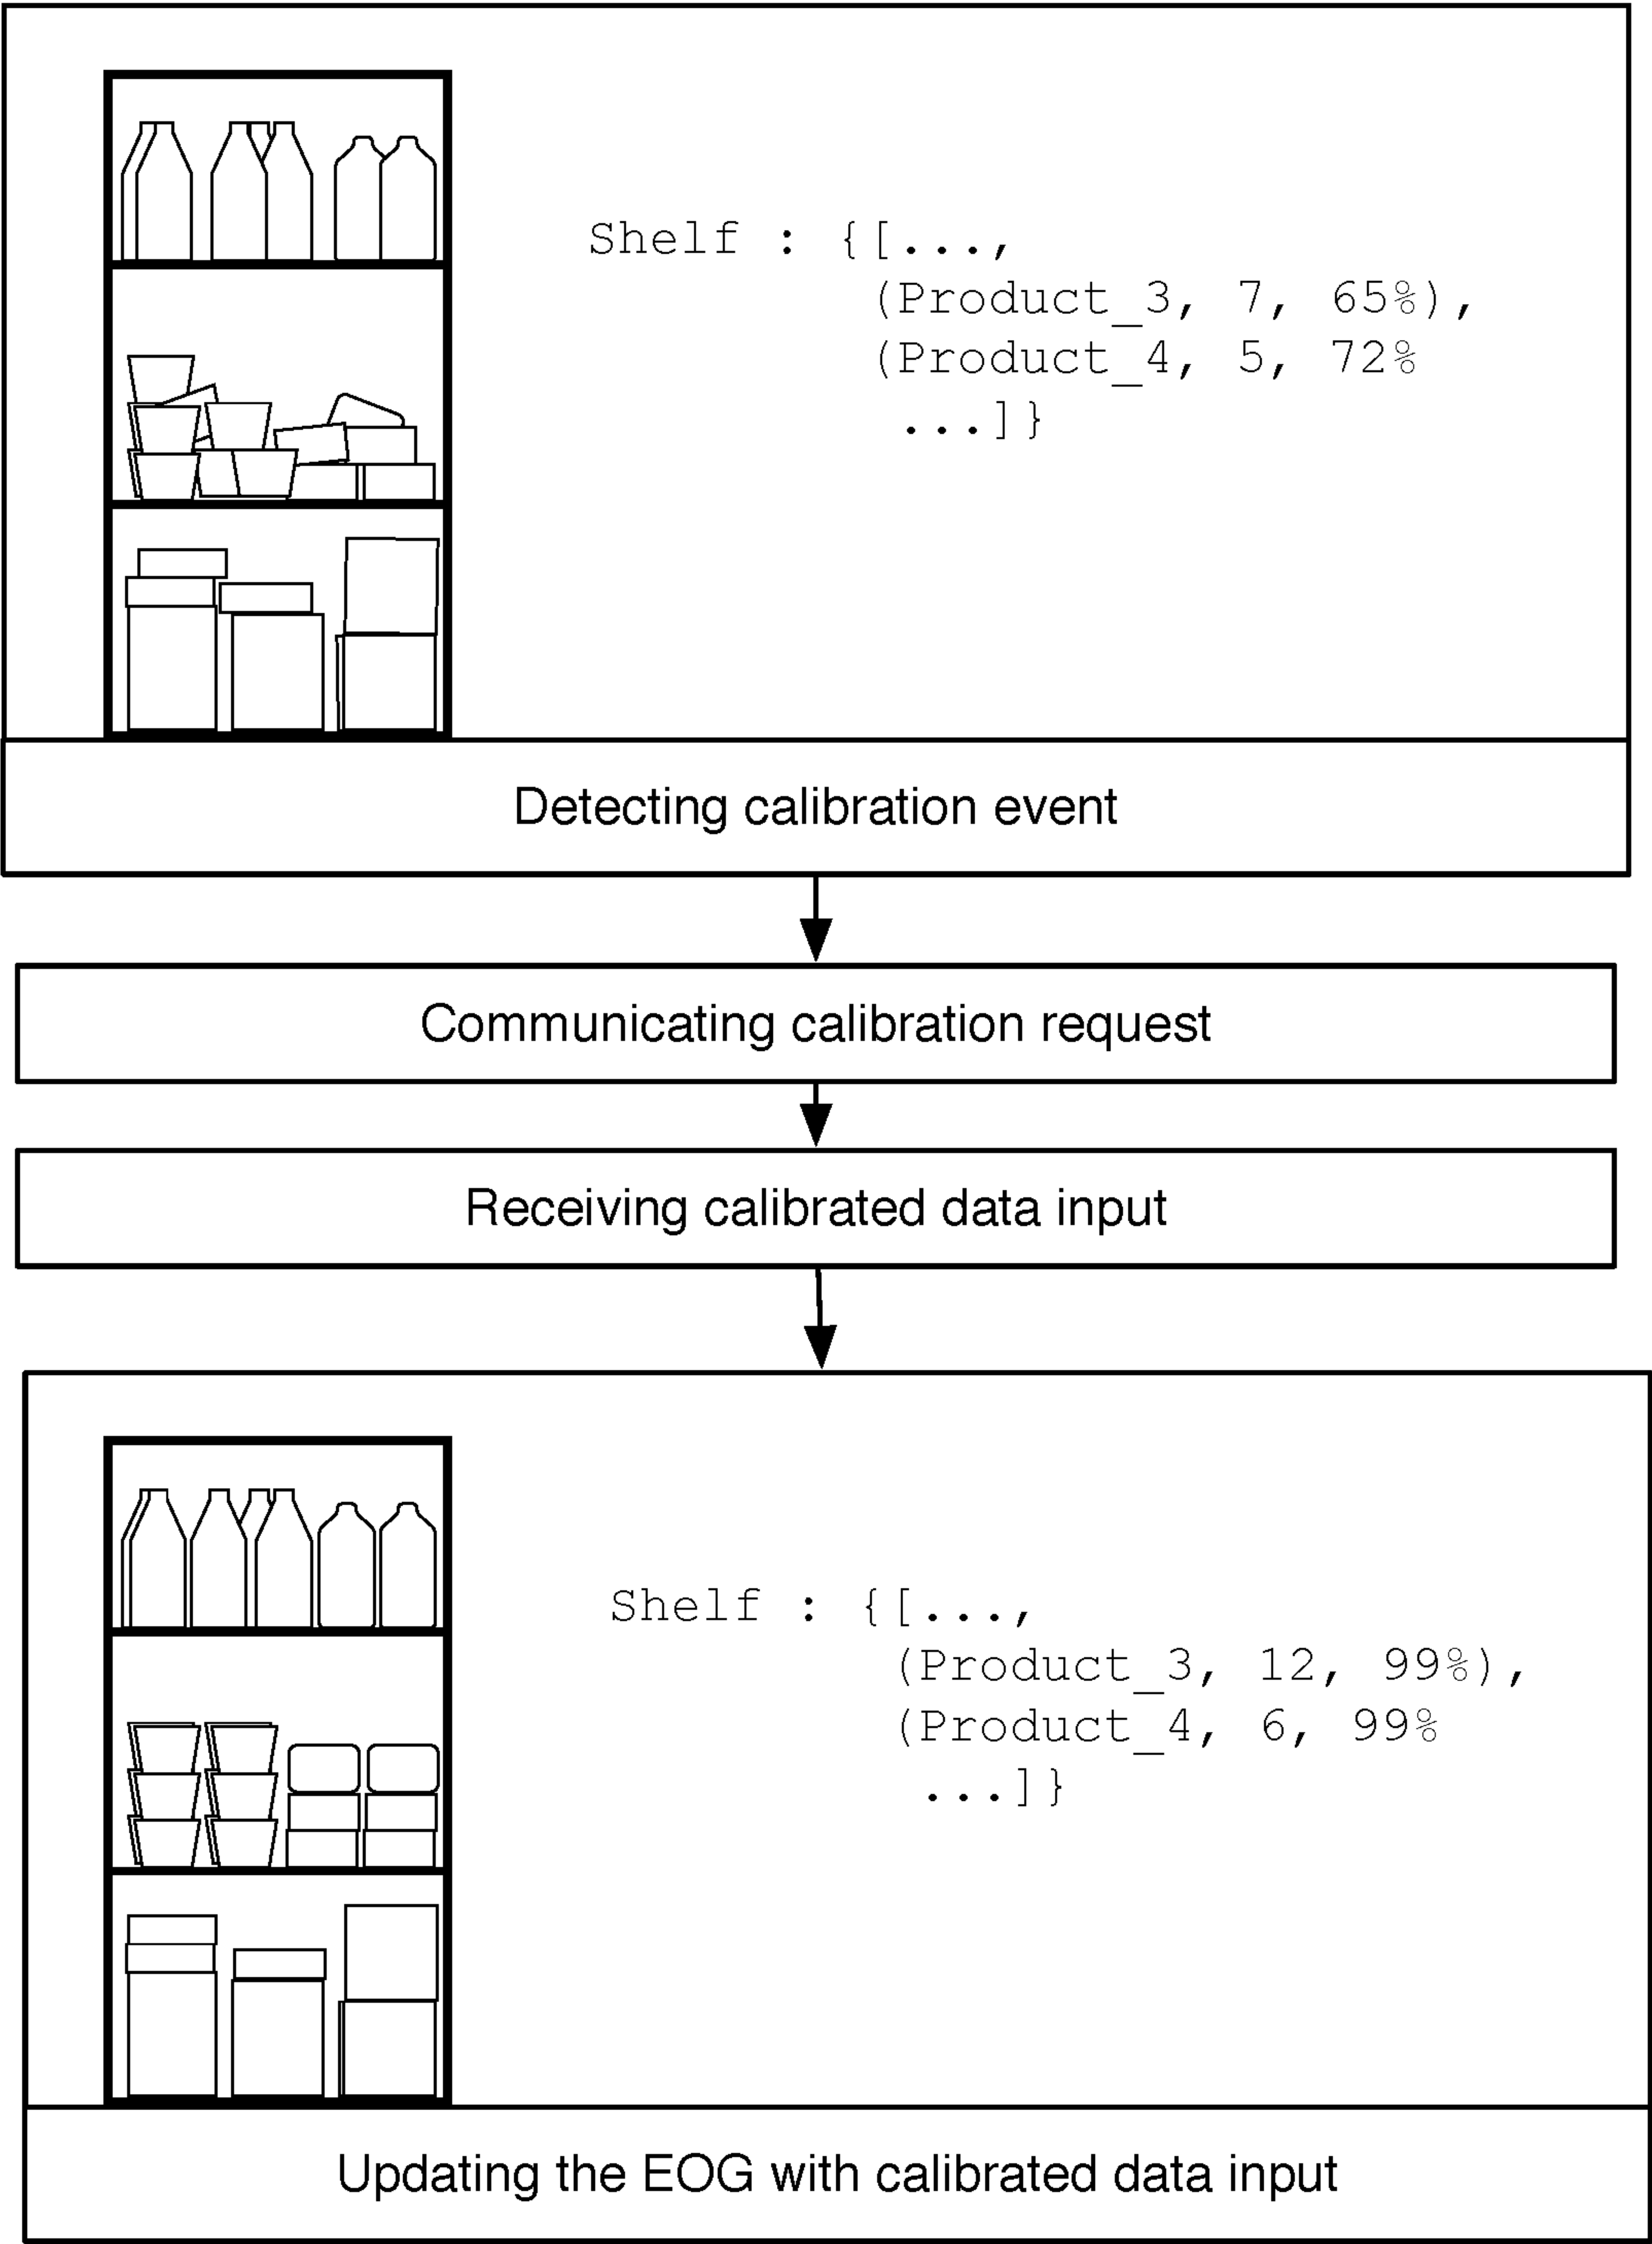 Shelf : {[...,
(Product_3, 7, 65%),
(Product_4, 5, 72%
...]}
Detecting calibration event
Communicating calibration request
Receiving calibrated data input
Shelf : {[...,
(Product_3, 12, 99%),
(Product_4, 6, 99%
...]}
Updating the EOG with calibrated data input